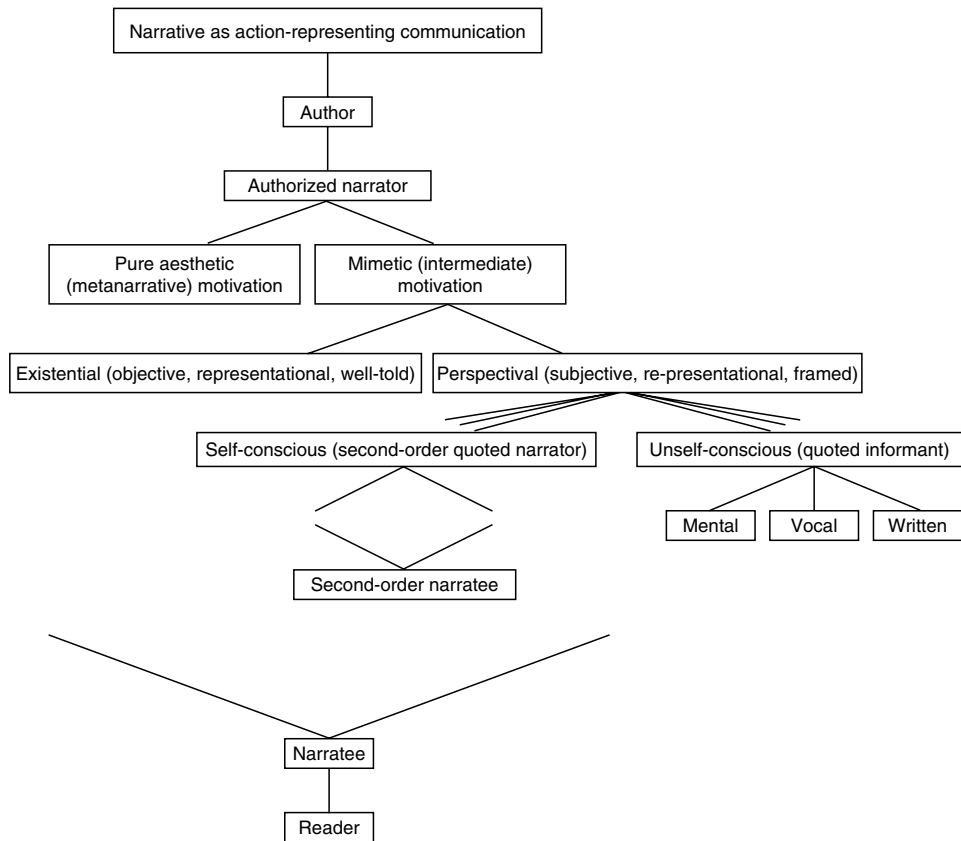 Narrative as action-representing communication
Author
Authorized narrator
Pure aesthetic
(metanarrative) motivation
Mimetic (intermediate)
motivation
Existential (objective, representational, well-told)
Perspectival (subjective, re-presentational, framed)
Self-conscious (second-order quoted narrator)
Unself-conscious (quoted informant)
Mental
Vocal
Written
Second-order narratee
Narratee
Reader